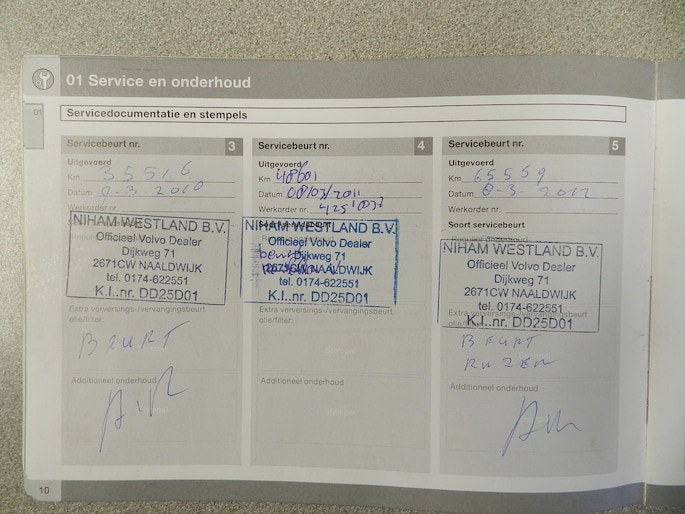 01 Service en onderhoud
01
Servicedocumentatie en stempels
Servicebeurt nr. 3
Uitgevoerd
Km 35516
Datum 9-3-2010
NIHAM WESTLAND B.V.
Officieel Volvo Dealer
Dijkweg 71
2671CW NAALDWIJK
tel. 0174-622551
K.I..nr. DD25D01
Extra verversings-/vervangingsbeurt
olie/filter:
BEURT
Additioneel onderhoud
Servicebeurt nr. 4
Uitgevoerd
Km 48601
Datum 08/03/2011
Werkorder nr.
NIHAM WESTLAND B.V.
Officieel Volvo Dealer
Dijkweg 71
2671CW NAALDWIJK
tel. 0174-622551
K.I..nr. DD25D01
Extra verversings-/vervangingsbeurt
olie/filter:
Additioneel onderhoud
Servicebeurt nr. 5
Uitgevoerd
Km 65559
Datum 8-3-2012
Werkorder nr.
Soort servicebeurt
NIHAM WESTLAND B.V.
Officieel Volvo Dealer
Dijkweg 71
2671CW NAALDWIJK
tel. 0174-622551
K.I..nr. DD25D01
BEURT
Additioneel onderhoud
10